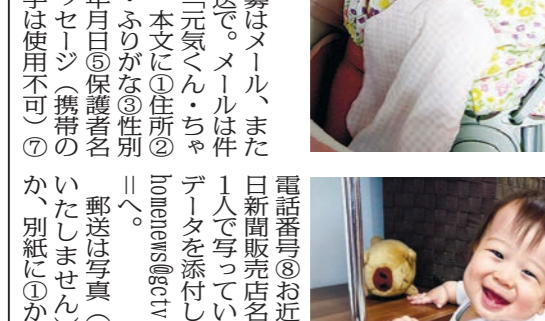 募はメール、また
送で。メールは件
「元気くん・ちゃ
本文に①住所②
・ふりがな③性別
年月日⑤保護者名
ッセージ（携帯の
字は使用不可）⑦
電話番号⑧お近
日新聞販売店名
1人で写ってい
データを添付し
homenews@gctv
＝へ。
郵送は写真（
いたしません）
か、別紙に①か